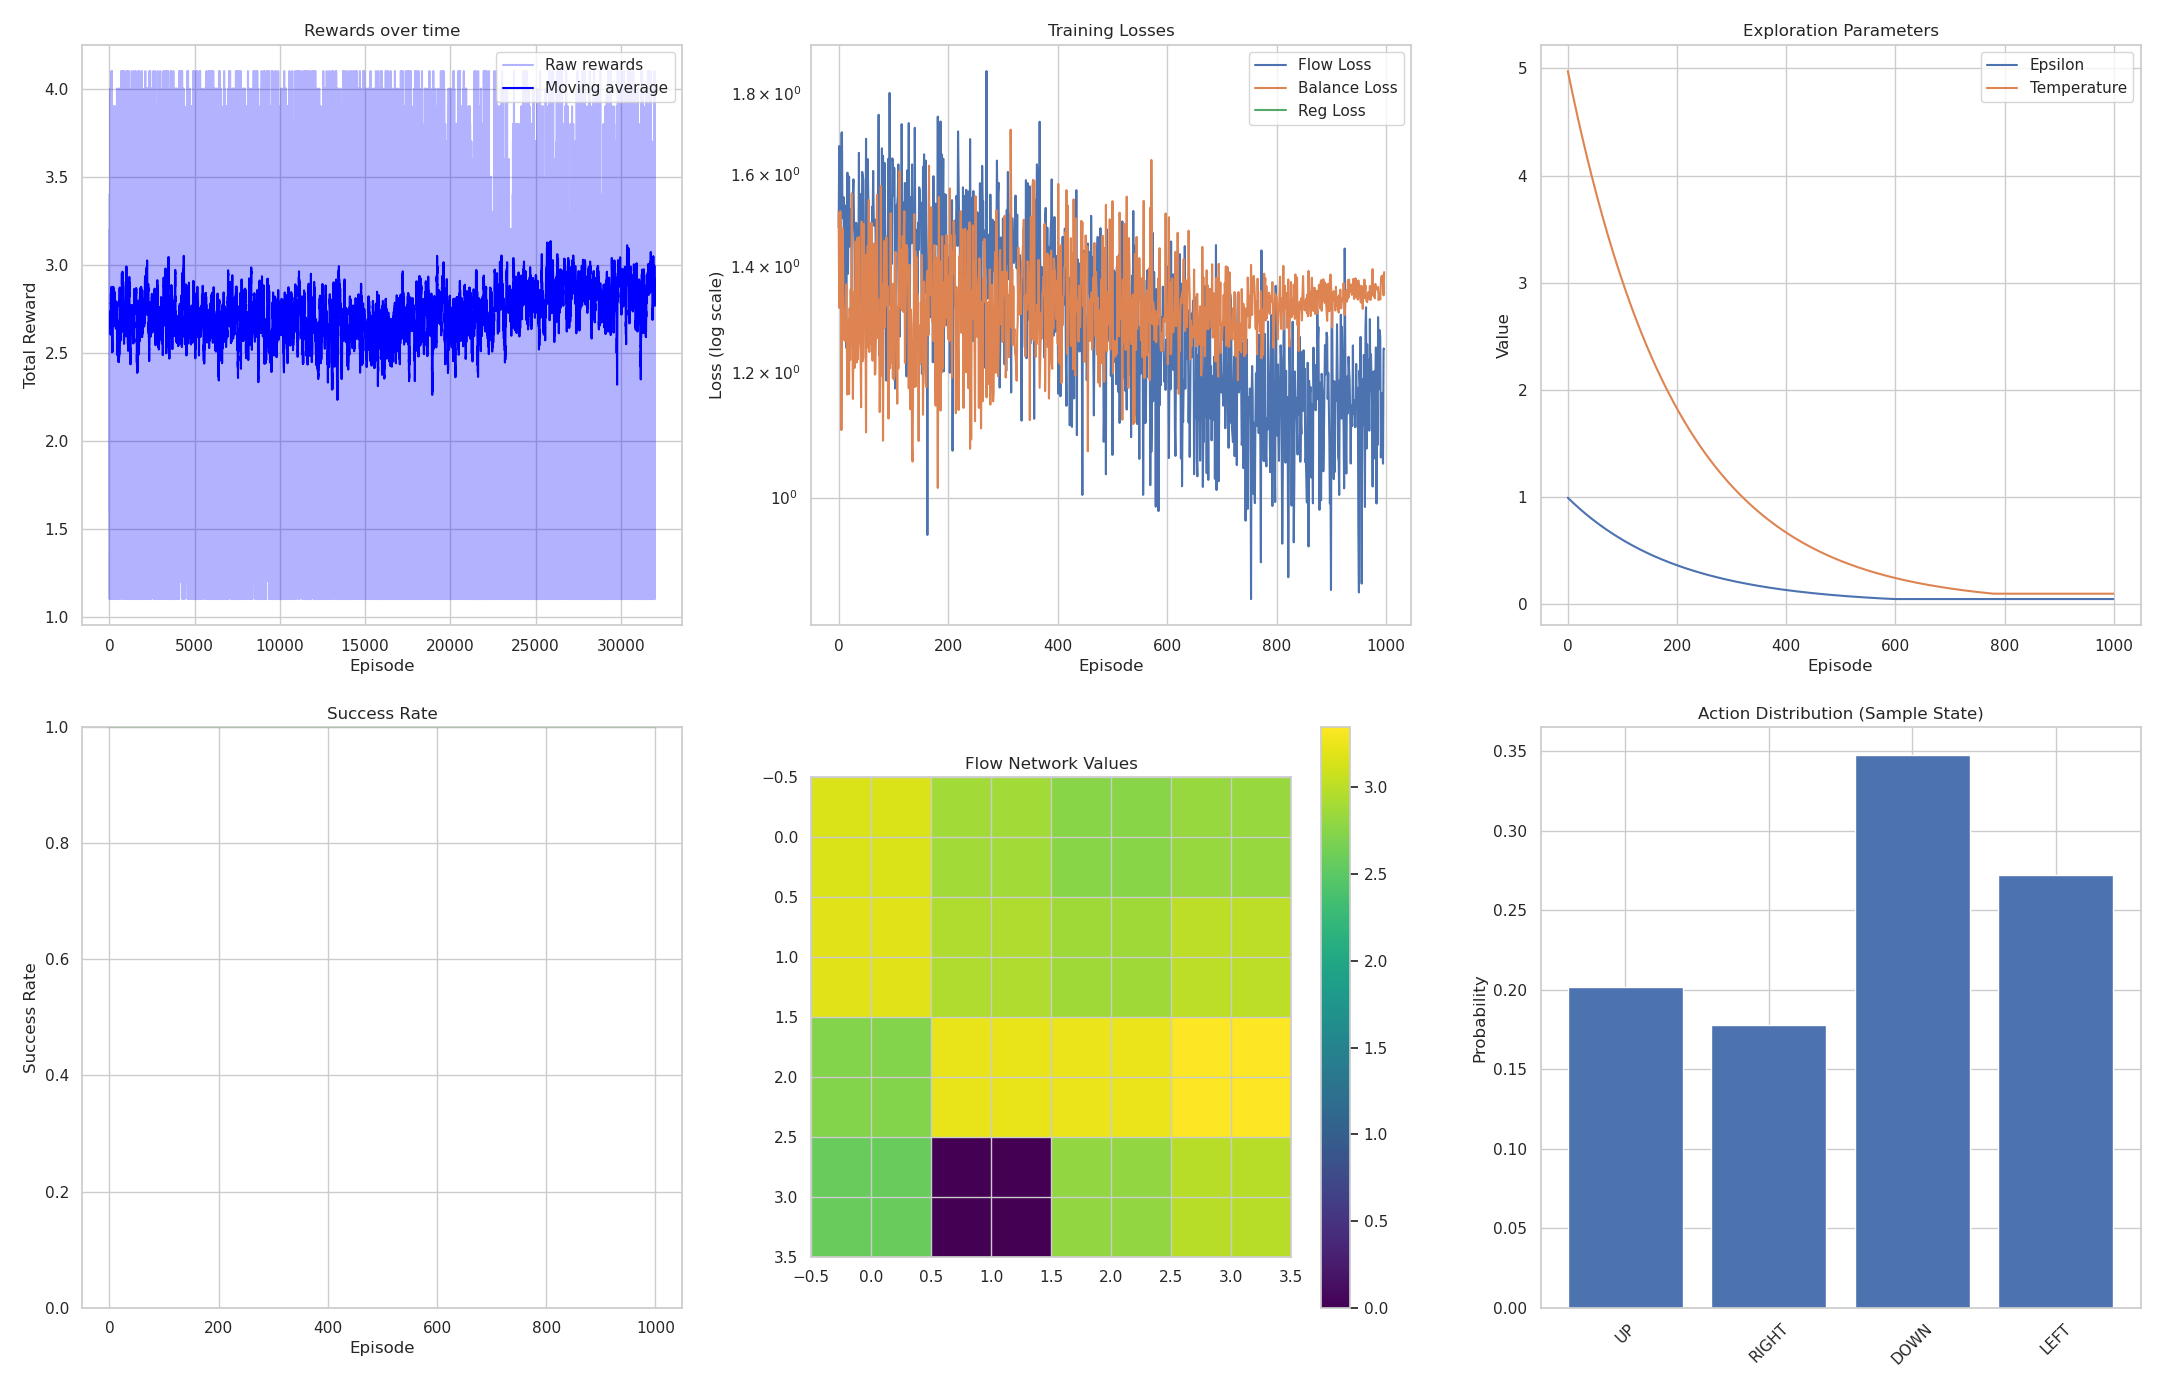 Rewards over time
Raw rewards
Moving average
Total Reward
4.0
3.5
3.0
2.5
2.0
1.5
1.0
0 5000 10000 15000 20000 25000 30000
Episode
Training Losses
Flow Loss
Balance Loss
Reg Loss
Loss (log scale)
1.8 × 10⁰
1.6 × 10⁰
1.4 × 10⁰
1.2 × 10⁰
10⁰
0 200 400 600 800 1000
Episode
Exploration Parameters
Epsilon
Temperature
Value
5
4
3
2
1
0
0 200 400 600 800 1000
Episode
Success Rate
Success Rate
1.0
0.8
0.6
0.4
0.2
0.0
0 200 400 600 800 1000
Episode
Flow Network Values
−0.5
0.0
0.5
1.0
1.5
2.0
2.5
3.0
3.5
−0.5 0.0 0.5 1.0 1.5 2.0 2.5 3.0 3.5
3.0
2.5
2.0
1.5
1.0
0.5
0.0
Action Distribution (Sample State)
Probability
0.35
0.30
0.25
0.20
0.15
0.10
0.05
0.00
UP RIGHT DOWN LEFT